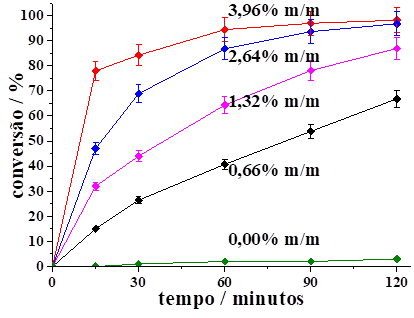 3,96% m/m
2,64% m/m
1,32% m/m
0,66% m/m
0,00% m/m
conversão / %
100
90
80
70
60
50
40
30
20
10
0
0 30 60 90 120
tempo / minutos